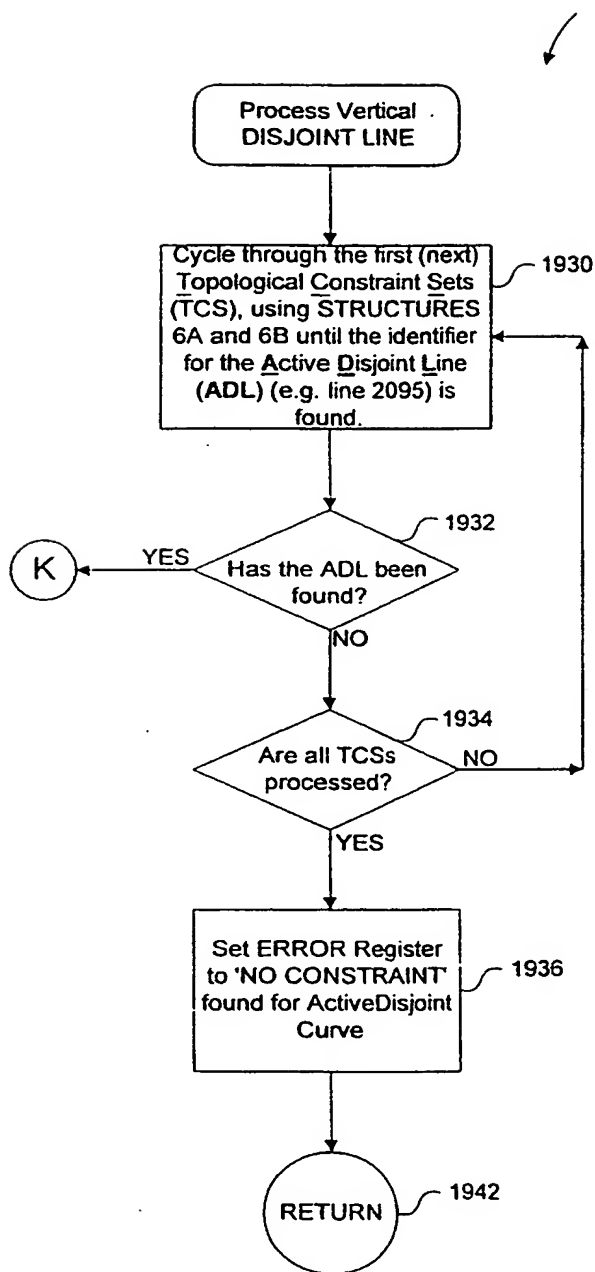 Process Vertical
DISJOINT LINE
Cycle through the first (next)
Topological Constraint Sets
(TCS), using STRUCTURES
6A and 6B until the identifier
for the Active Disjoint Line
(ADL) (e.g. line 2095) is
found.
1930
1932
K
YES
Has the ADL been
found?
NO
1934
Are all TCSs
processed?
NO
YES
Set ERROR Register
to 'NO CONSTRAINT'
found for ActiveDisjoint
Curve
1936
RETURN
1942